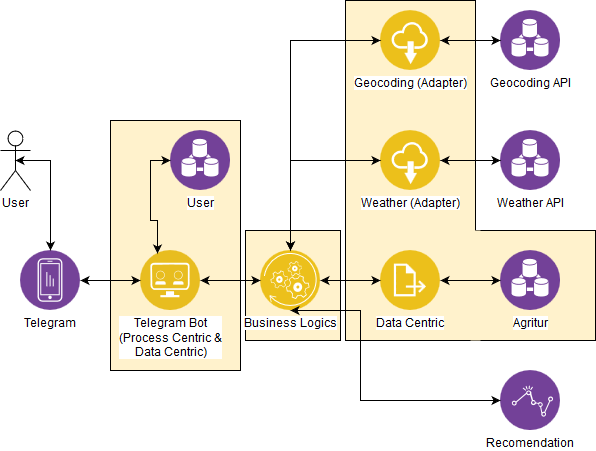 Geocoding (Adapter)
Geocoding API
User
User
Weather (Adapter)
Weather API
Telegram
Telegram Bot
(Process Centric &
Data Centric)
Business Logics
Data Centric
Agritur
Recomendation